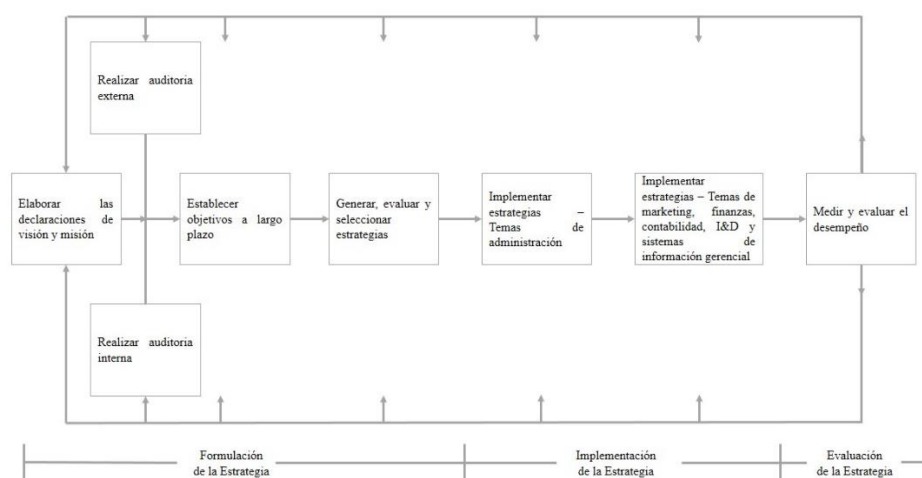 Realizar auditoria
externa
Elaborar las
declaraciones de
visión y misión
Establecer
objetivos a largo
plazo
Generar, evaluar y
seleccionar
estrategias
Implementar
estrategias –
Temas de
administración
Implementar
estrategias – Temas de
marketing, finanzas,
contabilidad, I&D y
sistemas de
información gerencial
Medir y evaluar el
desempeño
Realizar auditoria
interna
Formulación
de la Estrategia
Implementación
de la Estrategia
Evaluación
de la Estrategia